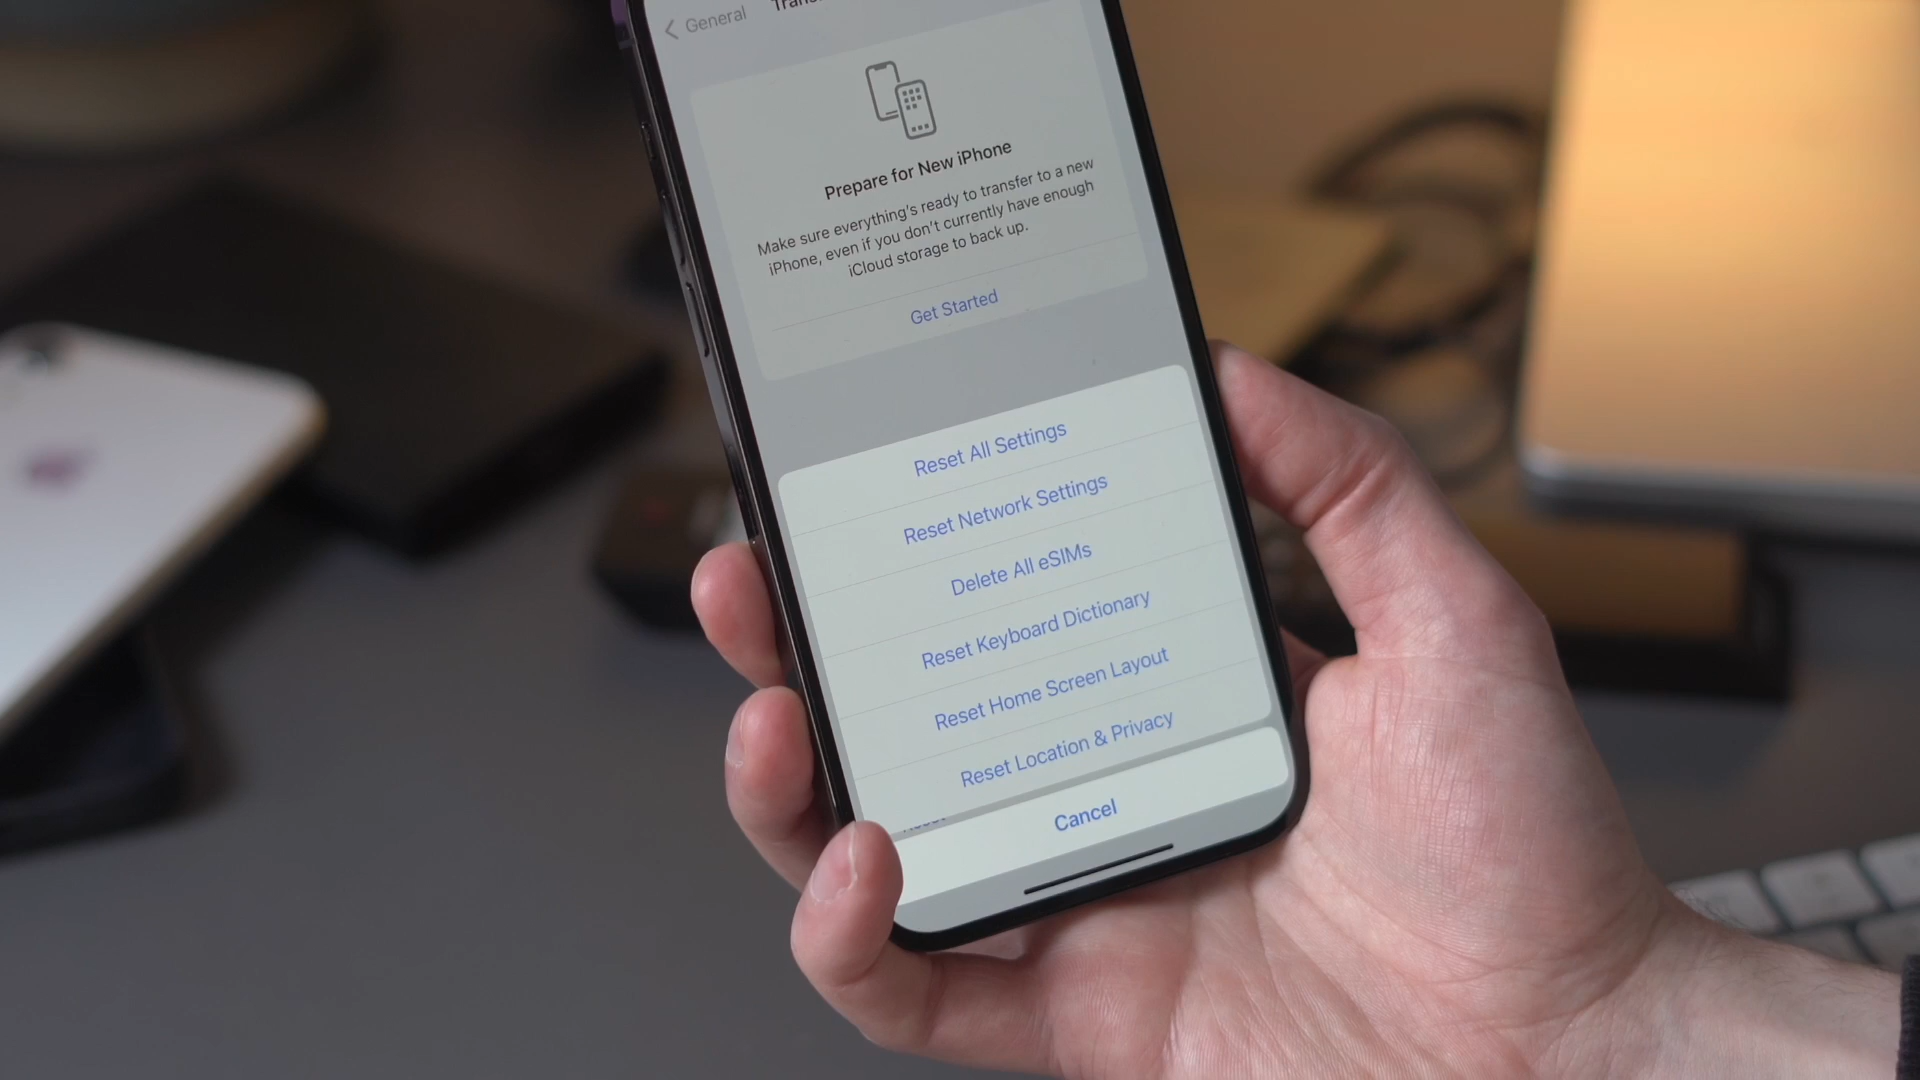 General
Prepare for New iPhone
Make sure everything's ready to transfer to a new
iPhone, even if you don't currently have enough
iCloud storage to back up.
Get Started
Reset All Settings
Reset Network Settings
Delete All eSIMs
Reset Keyboard Dictionary
Reset Home Screen Layout
Reset Location & Privacy
Cancel